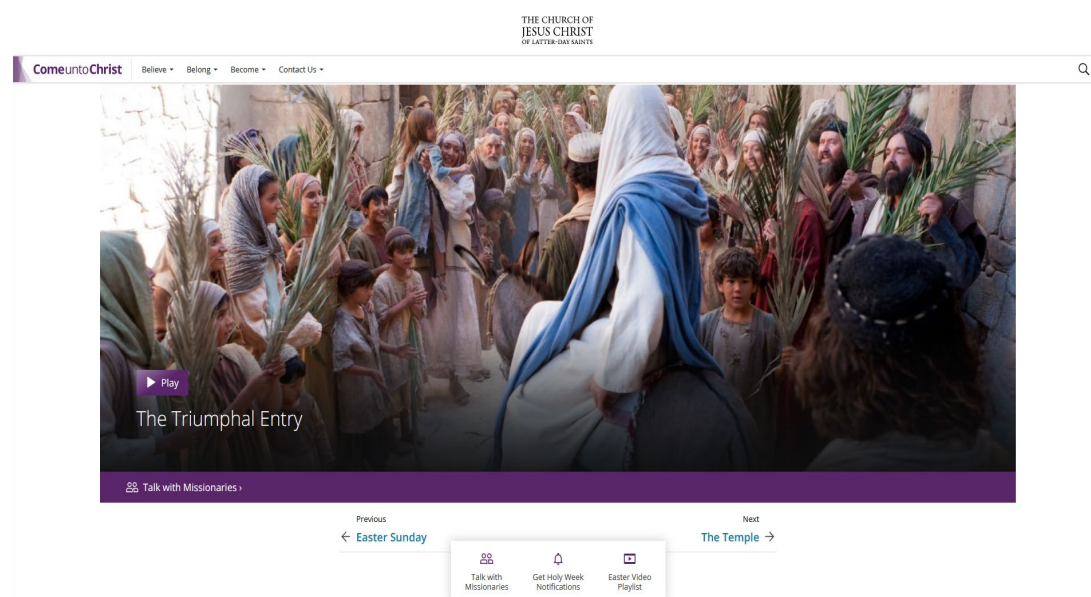 THE CHURCH OF
JESUS CHRIST
OF LATTER-DAY SAINTS
ComeuntoChrist Believe Belong Become Contact Us
Play
The Triumphal Entry
Talk with Missionaries ›
Previous Next
← Easter Sunday The Temple →
Talk with Get Holy Week Easter Video
Missionaries Notifications Playlist